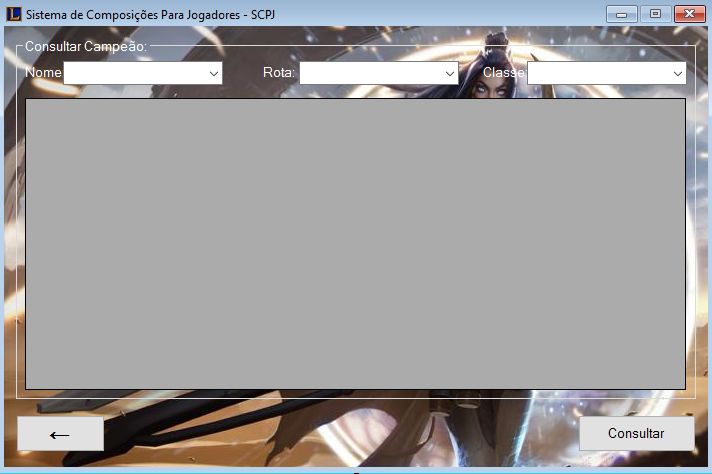 Sistema de Composições Para Jogadores - SCPJ
Consultar Campeão:
Nome: Rota: Classe:
←
Consultar